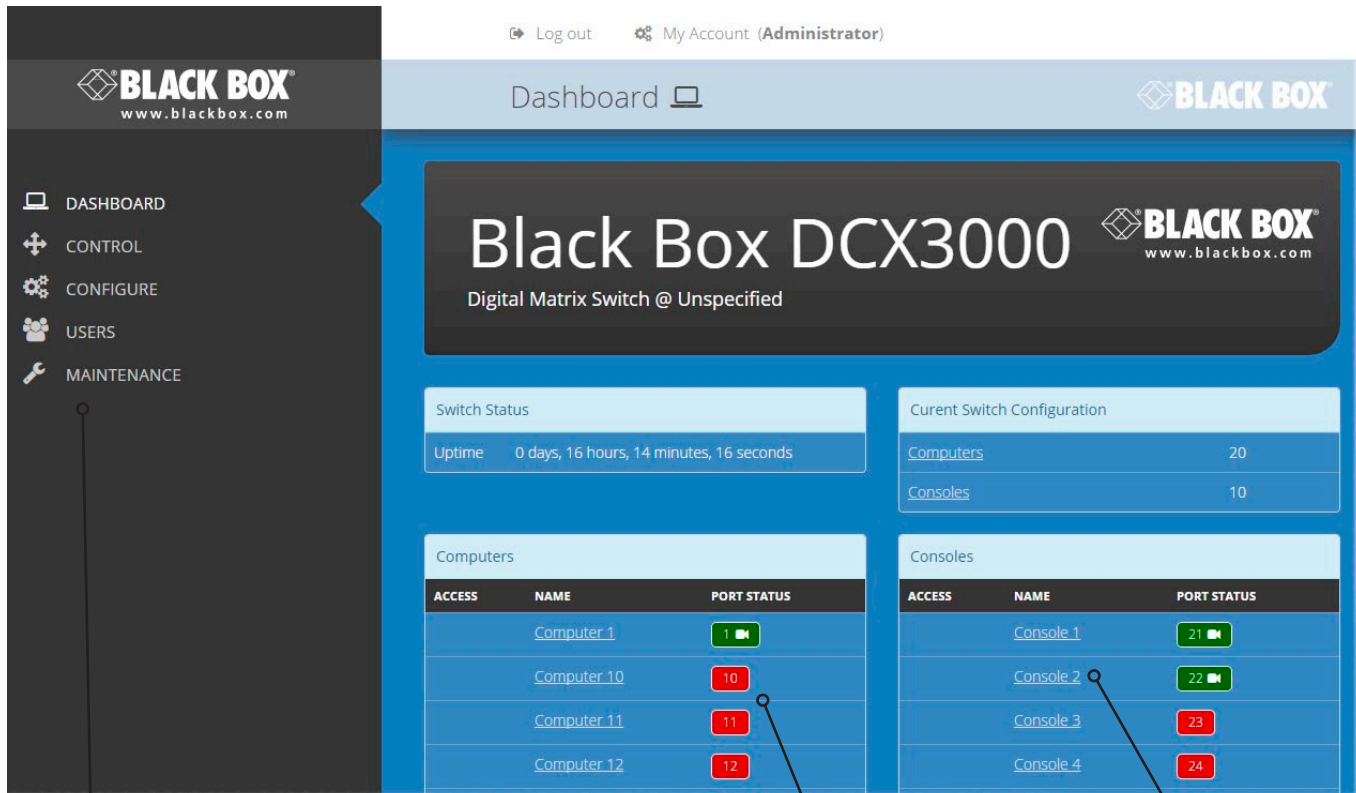 Log out My Account (Administrator)
BLACK BOX®
www.blackbox.com
Dashboard
BLACK BOX®
DASHBOARD
CONTROL
CONFIGURE
USERS
MAINTENANCE
Black Box DCX3000
Digital Matrix Switch @ Unspecified
BLACK BOX®
www.blackbox.com
Switch Status
Uptime 0 days, 16 hours, 14 minutes, 16 seconds
Curent Switch Configuration
Computers 20
Consoles 10
Computers
ACCESS NAME PORT STATUS
Computer 1 1
Computer 10 10
Computer 11 11
Computer 12 12
Consoles
ACCESS NAME PORT STATUS
Console 1 21
Console 2 22
Console 3 23
Console 4 24